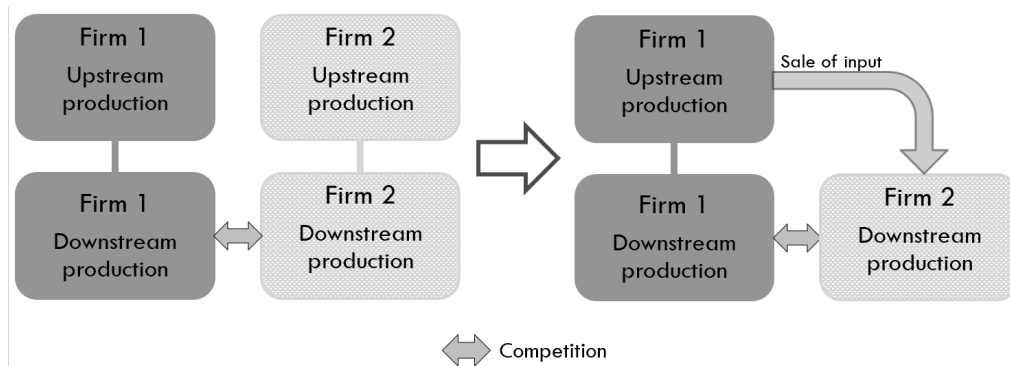 Firm 1
Upstream
production
Firm 2
Upstream
production
Firm 1
Downstream
production
Firm 2
Downstream
production
Firm 1
Upstream
production
Sale of input
Firm 1
Downstream
production
Firm 2
Downstream
production
Competition